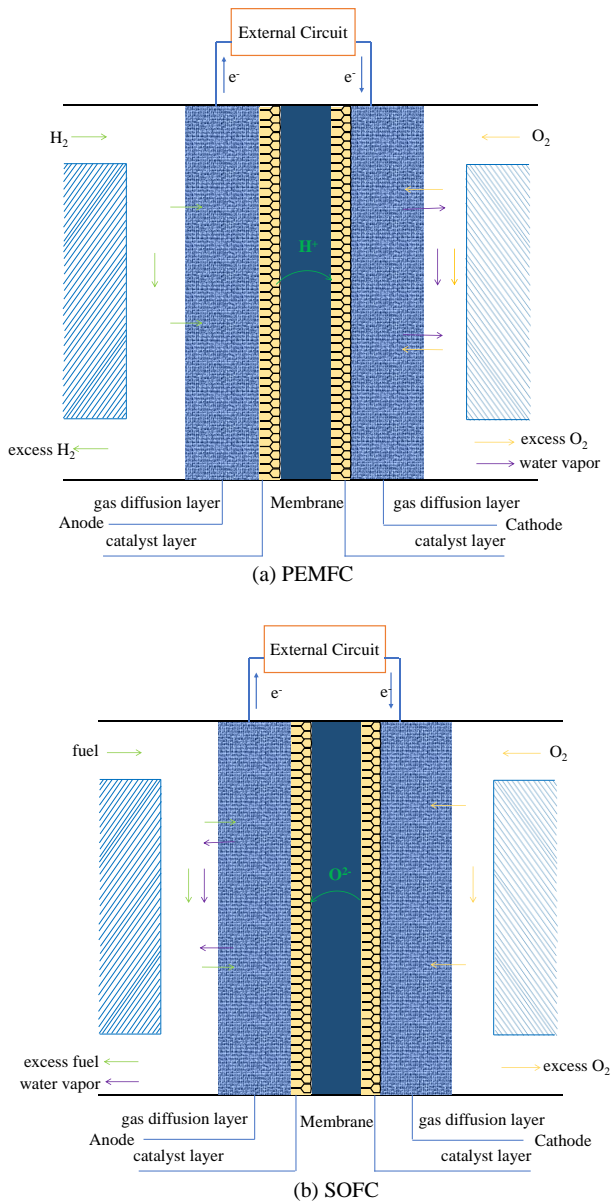 External Circuit
e⁻ e⁻
H₂ O₂
H⁺
excess H₂ excess O₂
water vapor
gas diffusion layer Membrane gas diffusion layer
Anode Cathode
catalyst layer catalyst layer
(a) PEMFC
External Circuit
e⁻ e⁻
fuel O₂
O²⁻
excess fuel excess O₂
water vapor
gas diffusion layer Membrane gas diffusion layer
Anode Cathode
catalyst layer catalyst layer
(b) SOFC